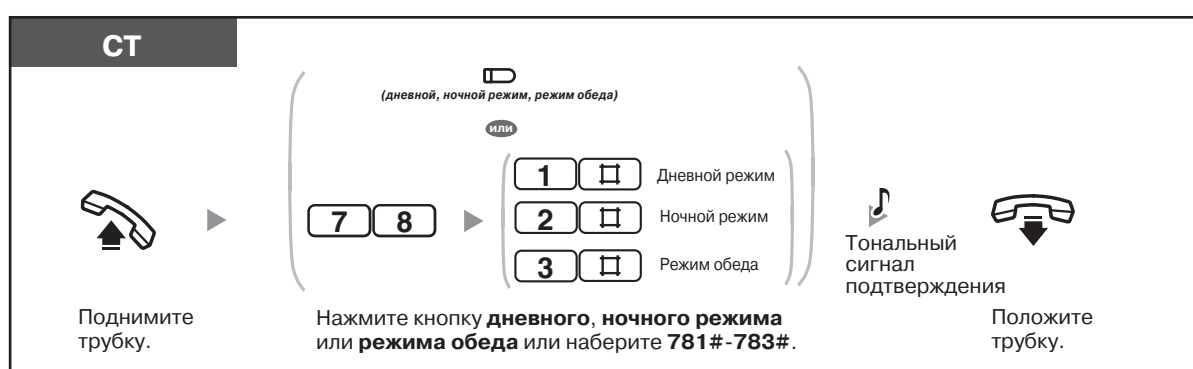 СТ
(дневной, ночной режим, режим обеда)
или
1 # Дневной режим
7 8
2 # Ночной режим
3 # Режим обеда
Тональный
сигнал
подтверждения
Поднимите
трубку.
Нажмите кнопку дневного, ночного режима
или режима обеда или наберите 781#-783#.
Положите
трубку.